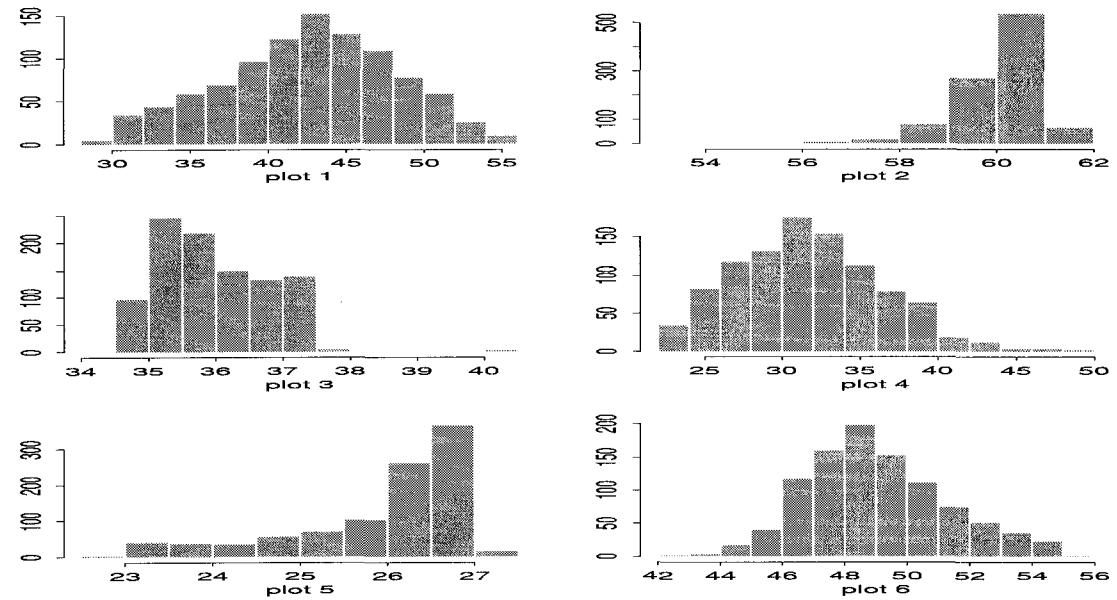 0 50 100 150
30 35 40 45 50 55
plot 1
0 100 300 500
54 56 58 60 62
plot 2
0 50 100 200
34 35 36 37 38 39 40
plot 3
0 50 100 150
25 30 35 40 45 50
plot 4
0 100 200 300
23 24 25 26 27
plot 5
0 50 100 150 200
42 44 46 48 50 52 54 56
plot 6